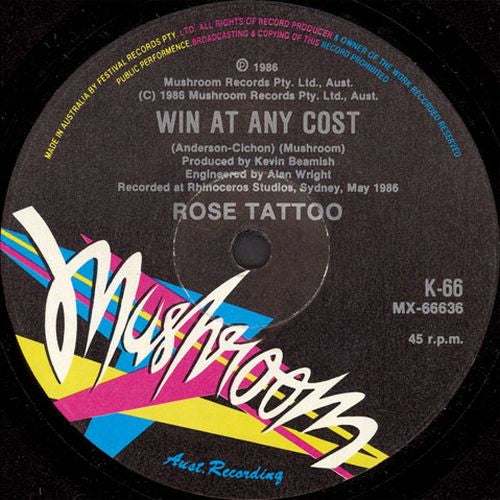 MADE IN AUSTRALIA BY FESTIVAL RECORDS PTY. LTD. AUST. ALL RIGHTS OF RECORD PRODUCER & OWNER OF THE WORK RECORDED RESERVED
PUBLIC PERFORMENCE.BROADCASTING & COPYING OF THIS RECORD PROHIBITED
℗ 1986
Mushroom Records Pty. Ltd., Aust.
(C) 1986 Mushroom Records Pty. Ltd., Aust.
WIN AT ANY COST
(Anderson-Cichon) (Mushroom)
Produced by Kevin Beamish
Engineered by Alan Wright
Recorded at Rhinoceros Studios, Sydney, May 1986
ROSE TATTOO
K-66
MX-66636
45 r.p.m.
Mushroom
Aust. Recording